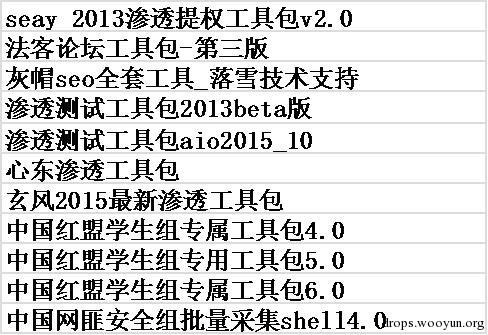 seay 2013渗透提权工具包v2.0
法客论坛工具包-第三版
灰帽seo全套工具_落雪技术支持
渗透测试工具包2013beta版
渗透测试工具包aio2015_10
心东渗透工具包
玄风2015最新渗透工具包
中国红盟学生组专属工具包4.0
中国红盟学生组专用工具包5.0
中国红盟学生组专属工具包6.0
中国网匪安全组批量采集shell4.0
drops.wooyun.org